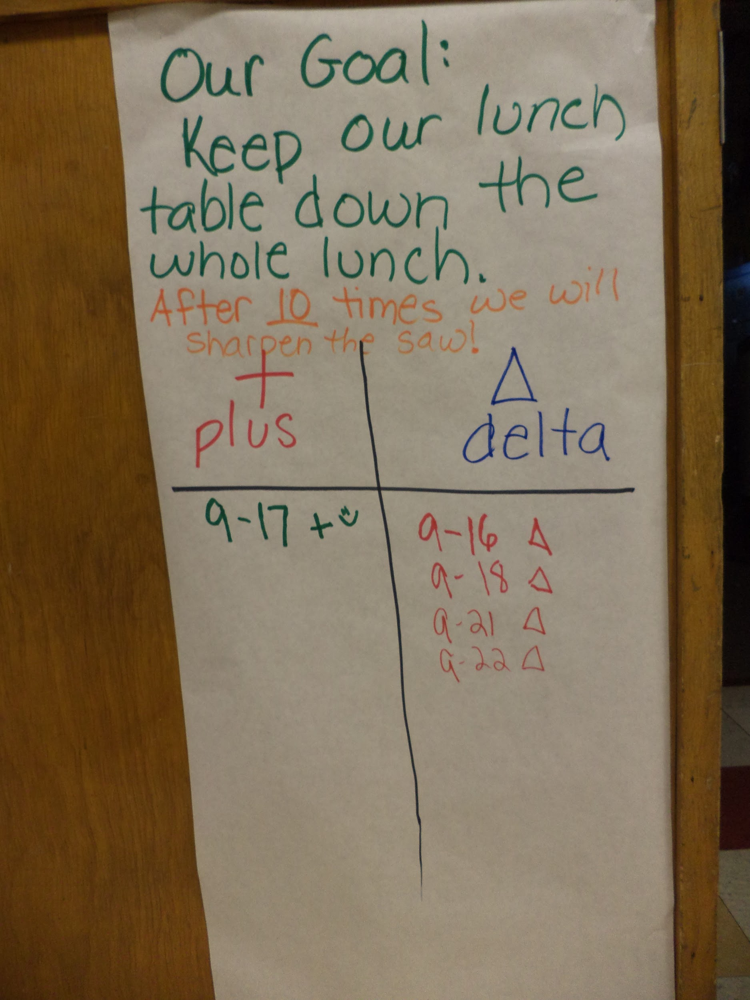 Our Goal:
Keep our lunch
table down the
whole lunch.
After 10 times we will
sharpen the saw!
+ Δ
plus delta
9-17 + :) 9-16 Δ
9-18 Δ
9-21 Δ
9-22 Δ